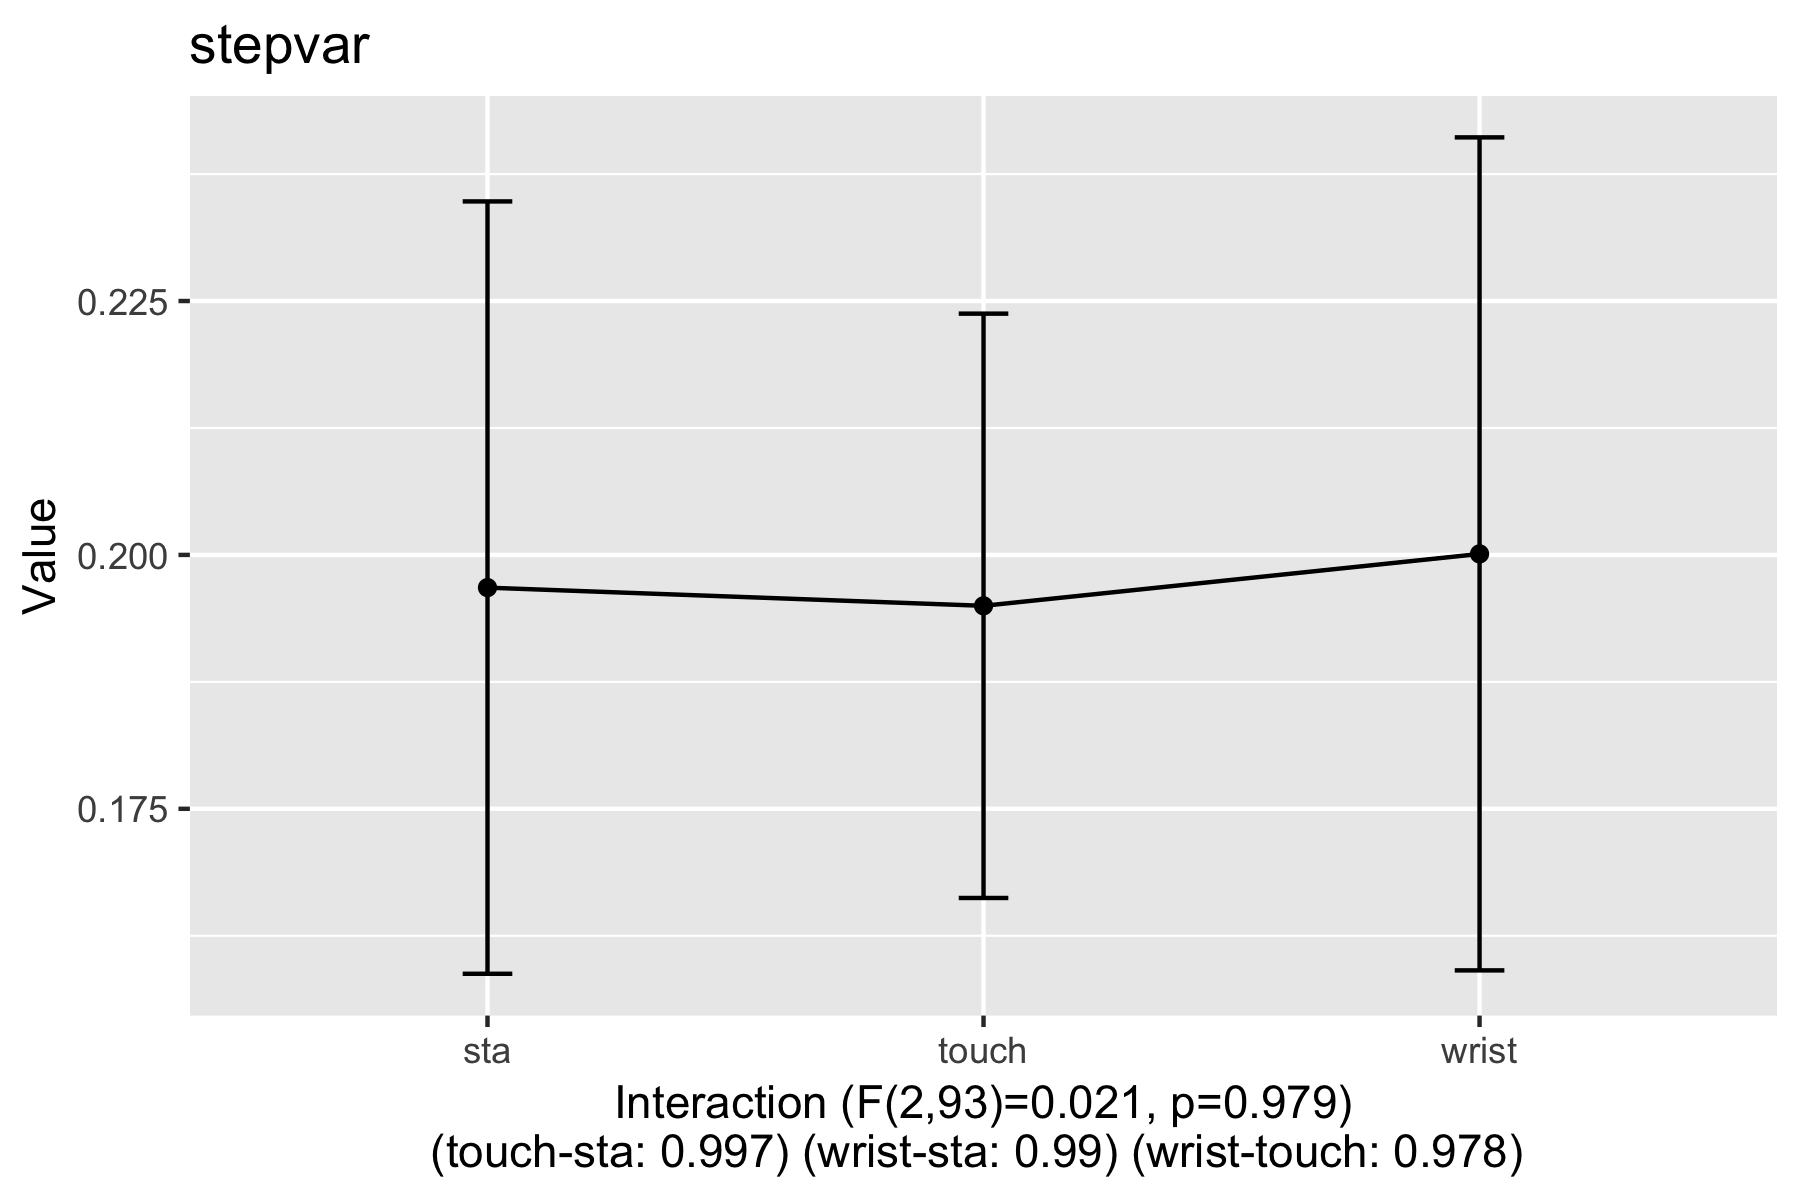 stepvar
Value
0.225
0.200
0.175
sta
touch
wrist
Interaction (F(2,93)=0.021, p=0.979)
(touch-sta: 0.997) (wrist-sta: 0.99) (wrist-touch: 0.978)